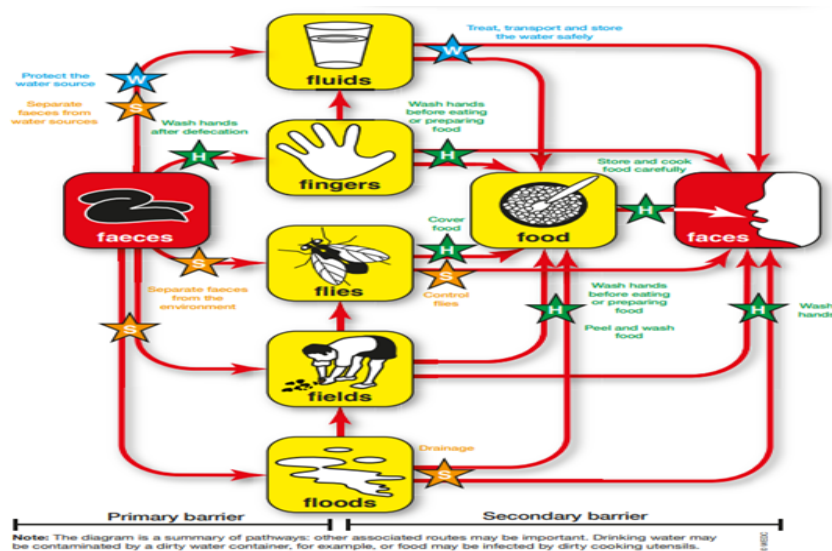 fluids
W
Treat, transport and store
the water safely
Protect the
water source
W
S
Separate faeces from
water sources
Wash hands
after defecation
H
fingers
Wash hands
before eating
or preparing
food
H
Store and cook
food carefully
H
faeces
food
faces
Cover
food
H
S
Control
flies
flies
S
Separate faeces
from the
environment
S
Wash hands
before eating
or preparing
food
H
Peel and wash
food
H
Wash
hands
fields
Drainage
S
floods
Primary barrier
Secondary barrier
Note: The diagram is a summary of pathways: other associated routes may be important. Drinking water may
be contaminated by a dirty water container, for example, or food may be infected by dirty cooking utensils.